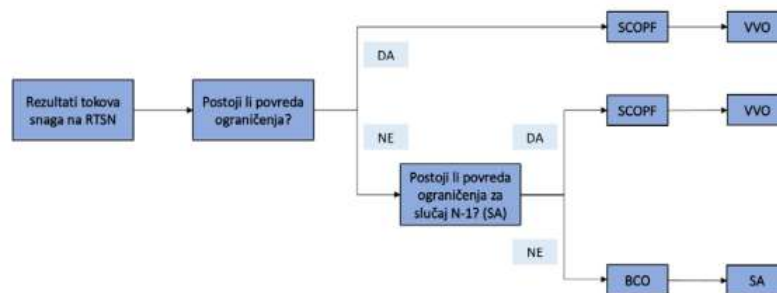 SCOPF
VVO
DA
Rezultati tokova
snaga na RTSN
Postoji li povreda
ograničenja?
SCOPF
VVO
NE
DA
Postoji li povreda
ograničenja za
slučaj N-1? (SA)
NE
BCO
SA